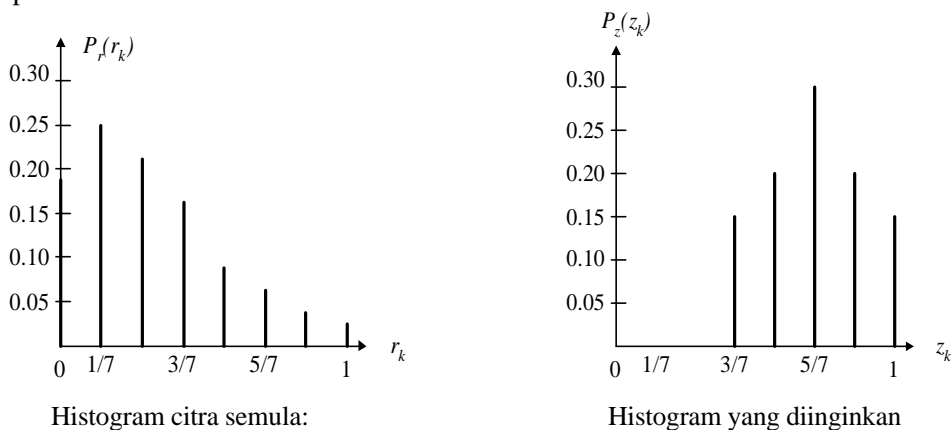 P_r(r_k)
0.30
0.25
0.20
0.15
0.10
0.05
0 1/7 3/7 5/7 1 r_k
Histogram citra semula:
P_z(z_k)
0.30
0.25
0.20
0.15
0.10
0.05
0 1/7 3/7 5/7 1 z_k
Histogram yang diinginkan